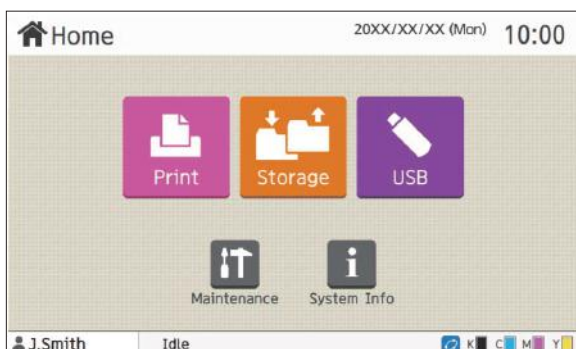 Home 20XX/XX/XX (Mon) 10:00
Print Storage USB
Maintenance System Info
J.Smith Idle K C M Y